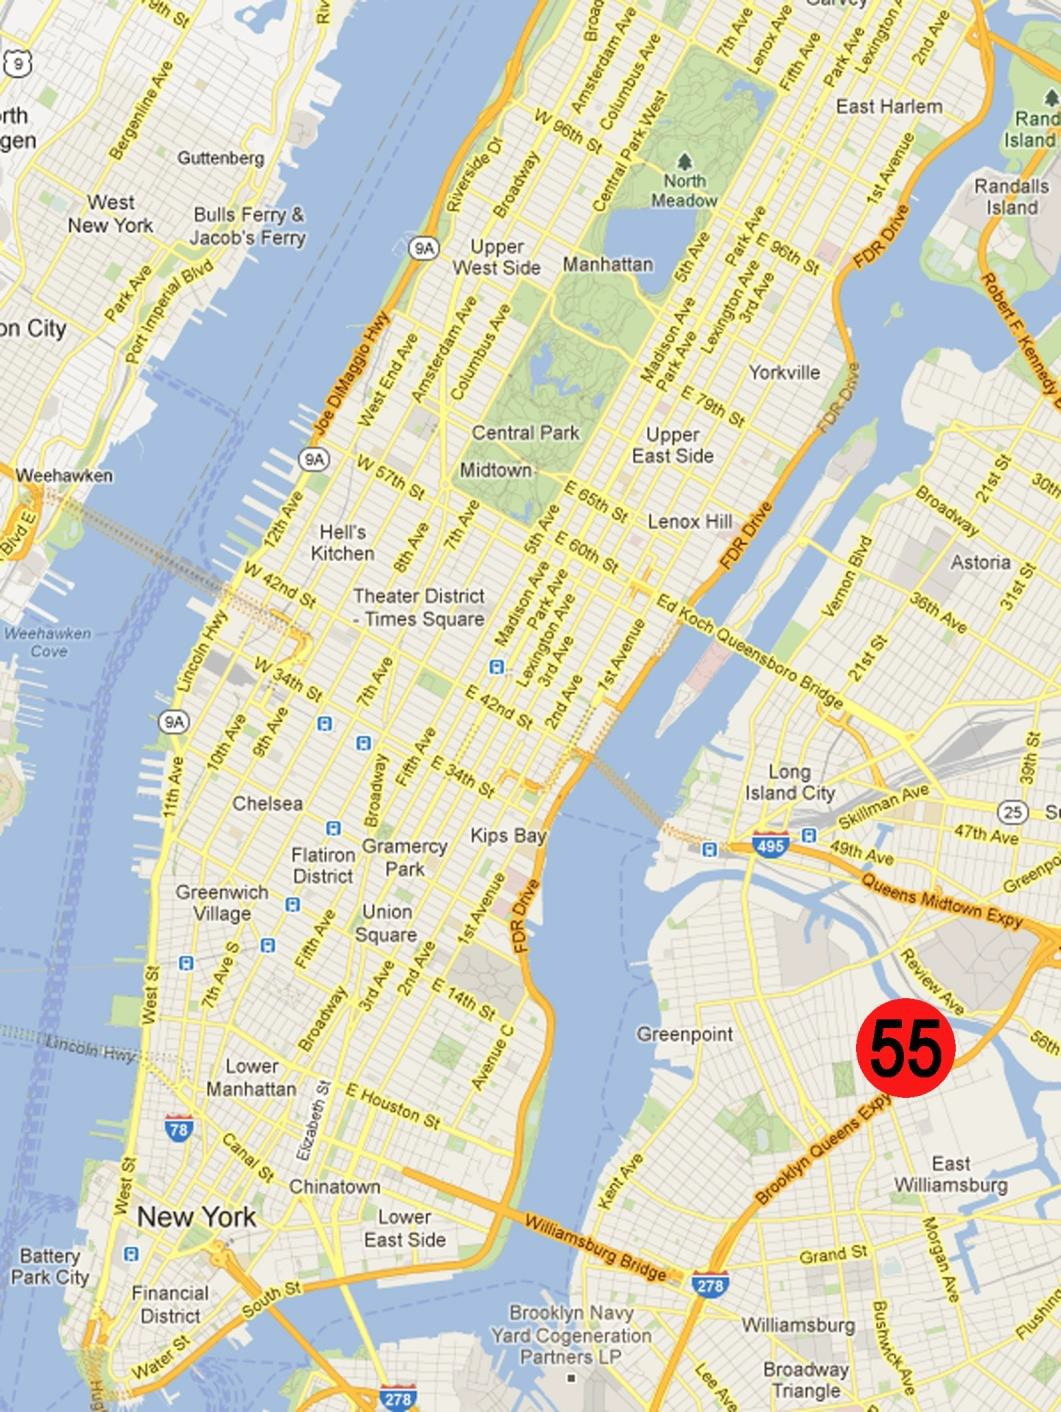 79th St
Riv
Broad
Amsterdam Ave
Columbus Ave
7th Ave
Lenox Ave
Fifth Ave
Park Ave
Lexington A
2nd Ave
9
Bergenline Ave
W 96th St
Central Park West
East Harlem
Rand
Island
rth
gen
Guttenberg
Riverside Dr
Broadway
North
Meadow
1st Avenue
Randalls
Island
West
New York
Bulls Ferry &
Jacob's Ferry
9A
Upper
West Side
Manhattan
5th Ave
Park Ave
E 96th St
FDR Drive
Park Ave
Port Imperial Blvd
Lexington Ave
3rd Ave
Robert F. Kennedy B
on City
Joe DiMaggio Hwy
West End Ave
Amsterdam Ave
Columbus Ave
Madison Ave
Park Ave
Yorkville
E 79th St
FDR Drive
Central Park
Upper
East Side
9A
W 57th St
Midtown
Weehawken
Blvd E
12th Ave
Hell's
Kitchen
8th Ave
7th Ave
5th Ave
E 65th St
Lenox Hill
FDR Drive
Broadway
21st St
30th
Astoria
E 60th St
W 42nd St
Theater District
- Times Square
Madison Ave
Park Ave
Lexington Ave
3rd Ave
1st Avenue
Ed Koch Queensboro Bridge
Vernon Blvd
36th Ave
31st St
21st St
Weehawken
Cove
Lincoln Hwy
W 34th St
7th Ave
E 42nd St
2nd Ave
9A
10th Ave
9th Ave
Broadway
Fifth Ave
E 34th St
11th Ave
Chelsea
Long
Island City
39th St
Skillman Ave
25
Kips Bay
495
47th Ave
49th Ave
Greenpo
Flatiron
District
Gramercy
Park
Greenwich
Village
Union
Square
1st Avenue
FDR Drive
Queens Midtown Expy
Fifth Ave
7th Ave S
West St
3rd Ave
2nd Ave
Broadway
E 14th St
Review Ave
Avenue C
Greenpoint
55
56th
Lincoln Hwy
Lower
Manhattan
Elizabeth St
E Houston St
78
Canal St
Brooklyn Queens Expy
Kent Ave
East
Williamsburg
West St
Chinatown
New York
Lower
East Side
Williamsburg Bridge
278
Grand St
Morgan Ave
Battery
Park City
Financial
District
South St
Water St
Brooklyn Navy
Yard Cogeneration
Partners LP
Williamsburg
Bushwick Ave
Flushing
Broadway
Triangle
Lee Ave
278